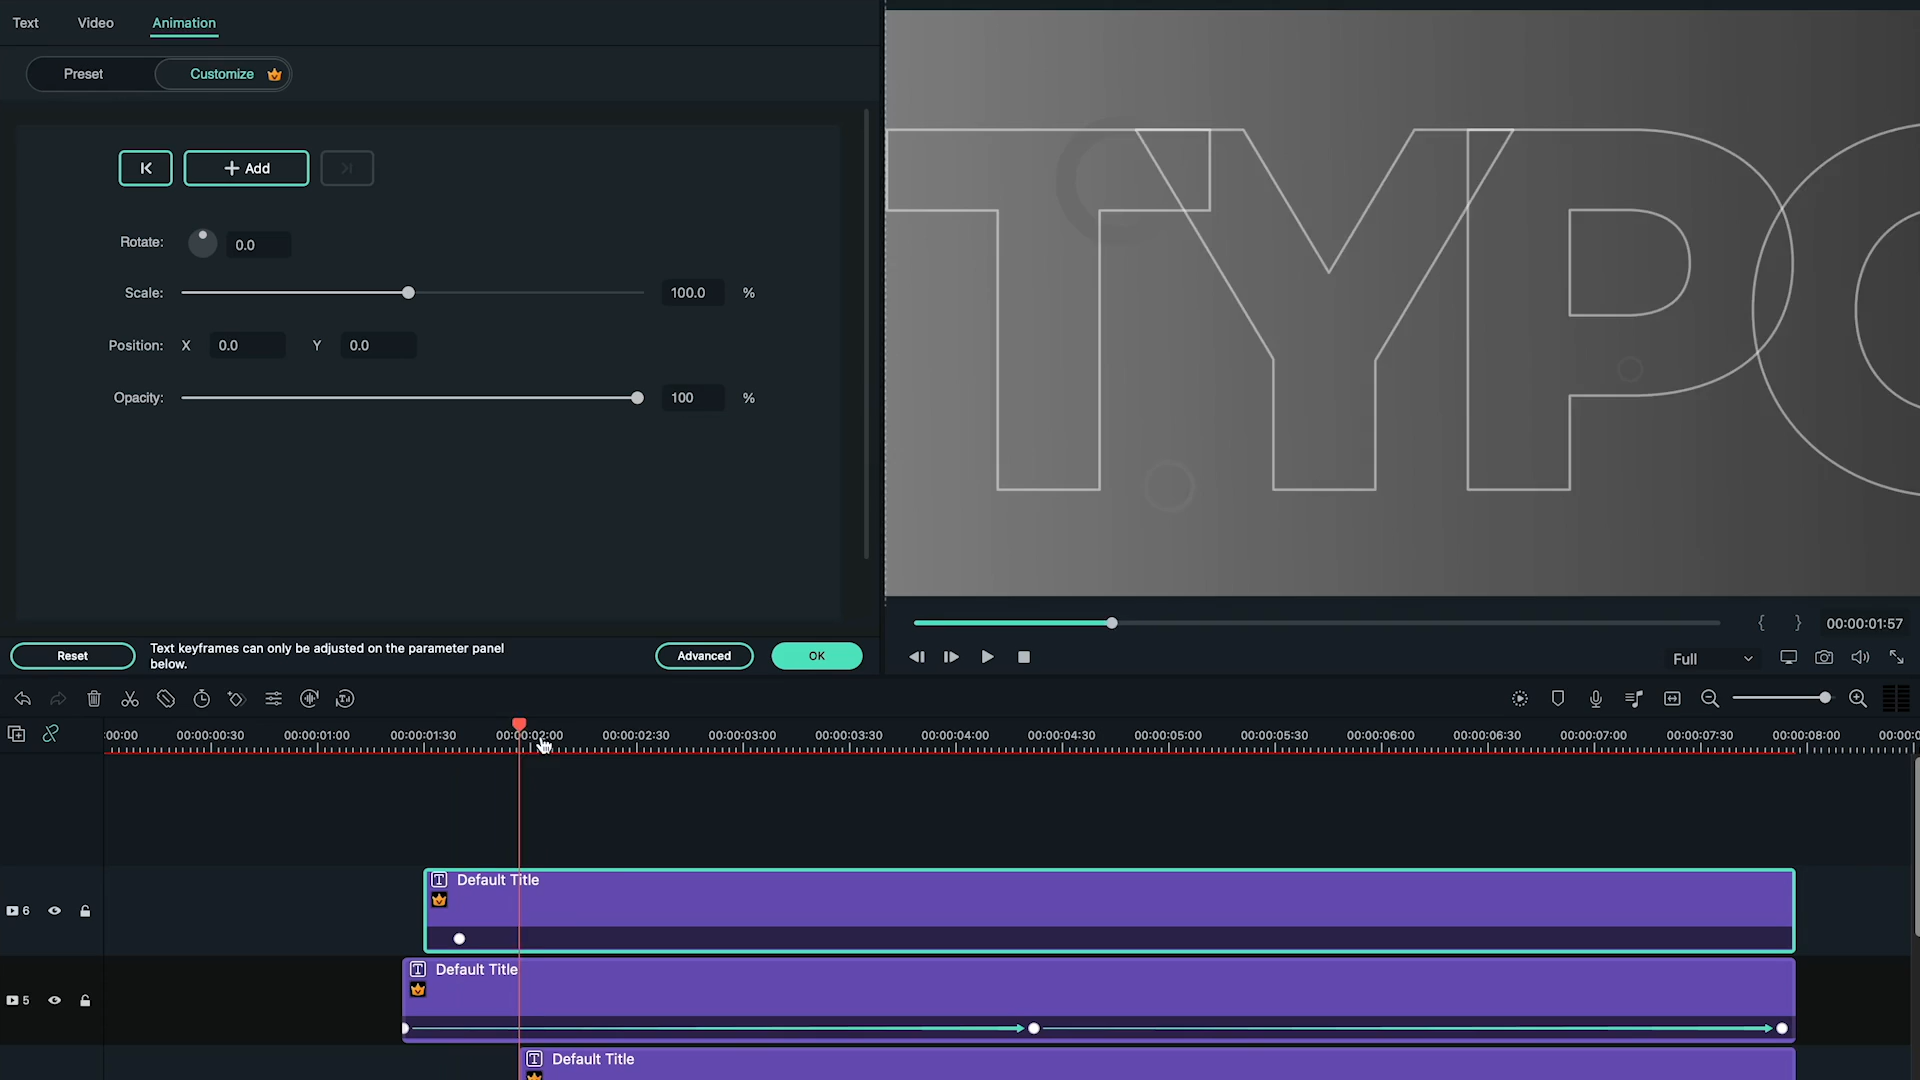 Text Video Animation
Preset Customize
+ Add
Rotate: 0.0
Scale: 100.0 %
Position: X 0.0 Y 0.0
Opacity: 100 %
Reset Text keyframes can only be adjusted on the parameter panel below. Advanced OK
TYPO
{ } 00:00:01:57
Full
:00:00 00:00:00:30 00:00:01:00 00:00:01:30 00:00:02:00 00:00:02:30 00:00:03:00 00:00:03:30 00:00:04:00 00:00:04:30 00:00:05:00 00:00:05:30 00:00:06:00 00:00:06:30 00:00:07:00 00:00:07:30 00:00:08:00 00:00:0
6 T Default Title
5 T Default Title
T Default Title